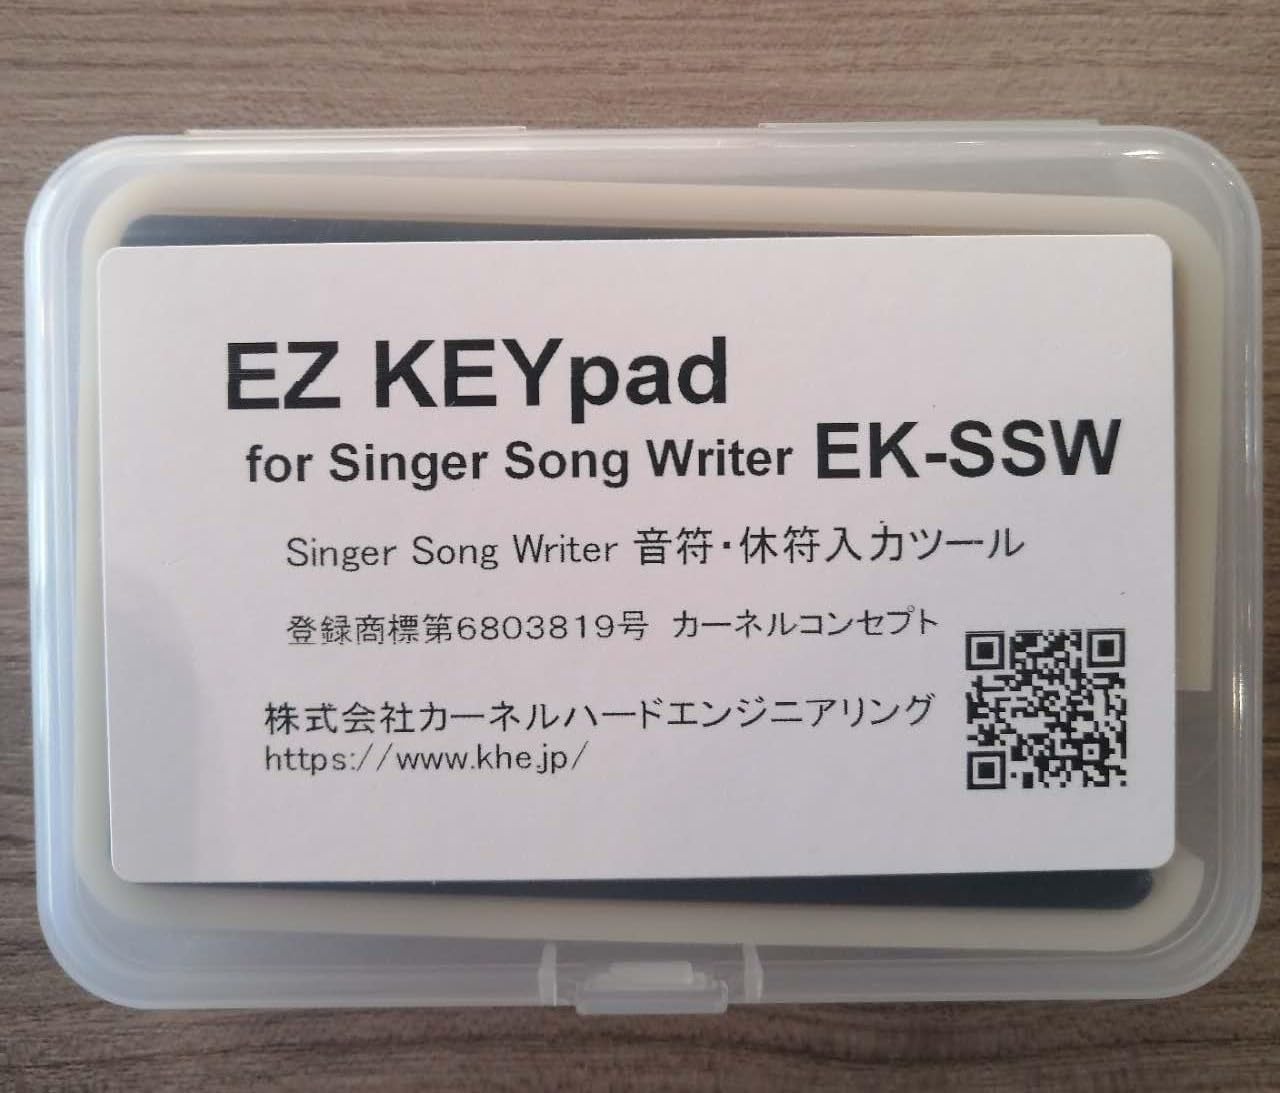 EZ KEYpad
for Singer Song Writer EK-SSW
Singer Song Writer 音符・休符入力ツール
登録商標第6803819号 カーネルコンセプト
株式会社カーネルハードエンジニアリング
https://www.khe.jp/